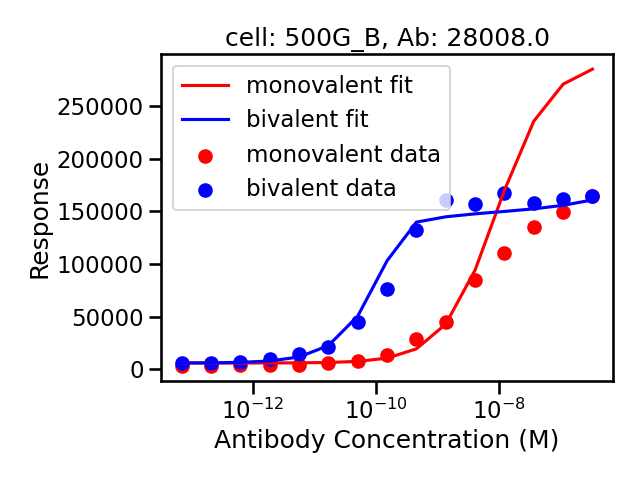 cell: 500G_B, Ab: 28008.0
monovalent fit
bivalent fit
monovalent data
bivalent data
Response
250000
200000
150000
100000
50000
0
10⁻¹² 10⁻¹⁰ 10⁻⁸
Antibody Concentration (M)